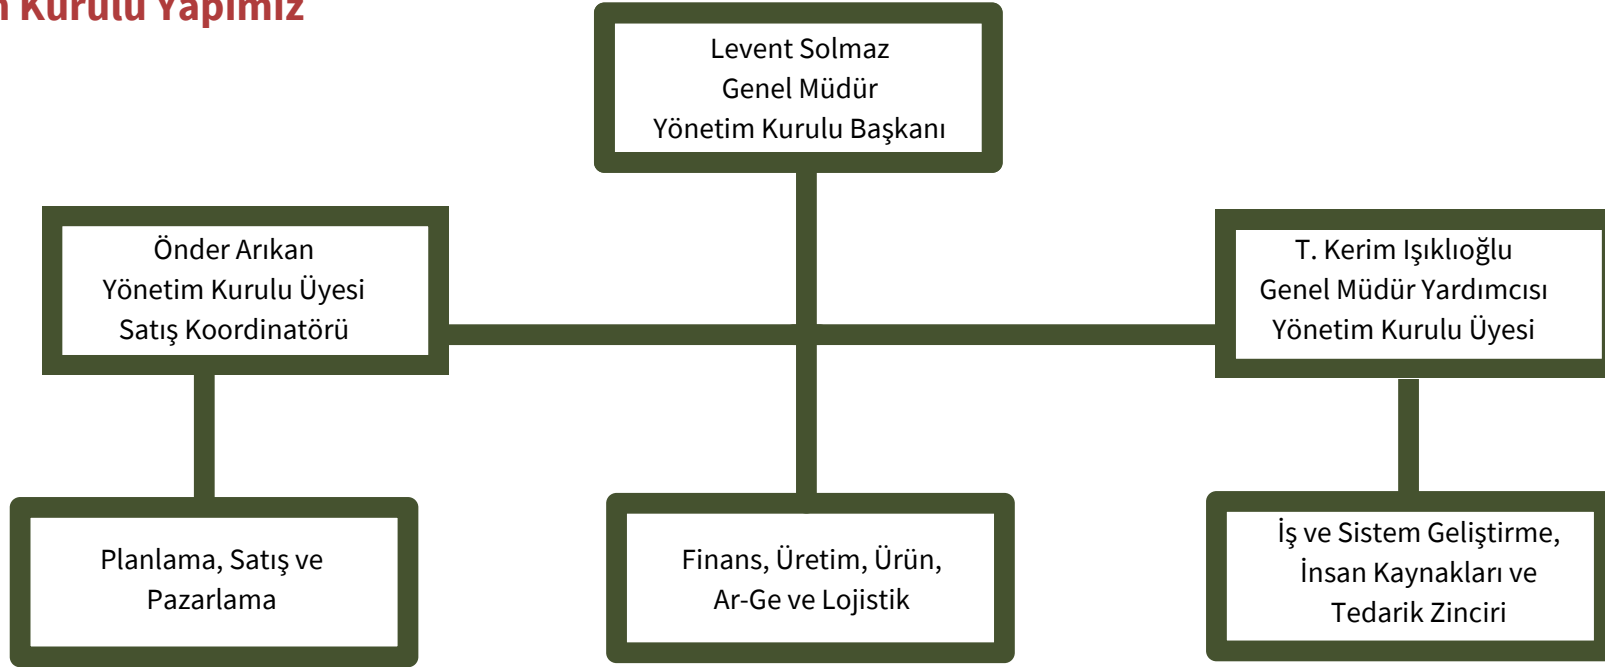 Kurulu Yapımız
Levent Solmaz
Genel Müdür
Yönetim Kurulu Başkanı
Önder Arıkan
Yönetim Kurulu Üyesi
Satış Koordinatörü
T. Kerim Işıklıoğlu
Genel Müdür Yardımcısı
Yönetim Kurulu Üyesi
Planlama, Satış ve
Pazarlama
Finans, Üretim, Ürün,
Ar-Ge ve Lojistik
İş ve Sistem Geliştirme,
İnsan Kaynakları ve
Tedarik Zinciri